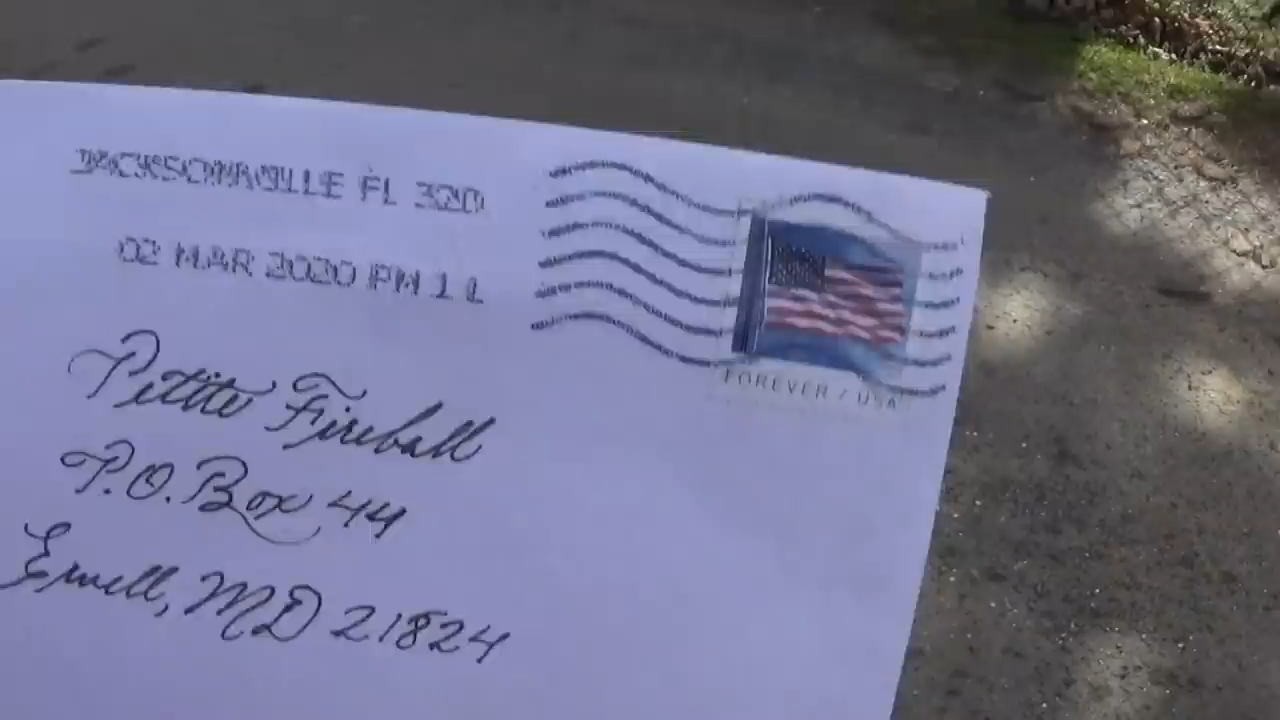 JACKSONVILLE FL 320
02 MAR 2020 PM 1 L
FOREVER / USA
Petite Fireball
P.O. Box 44
Ewell, MD 21824